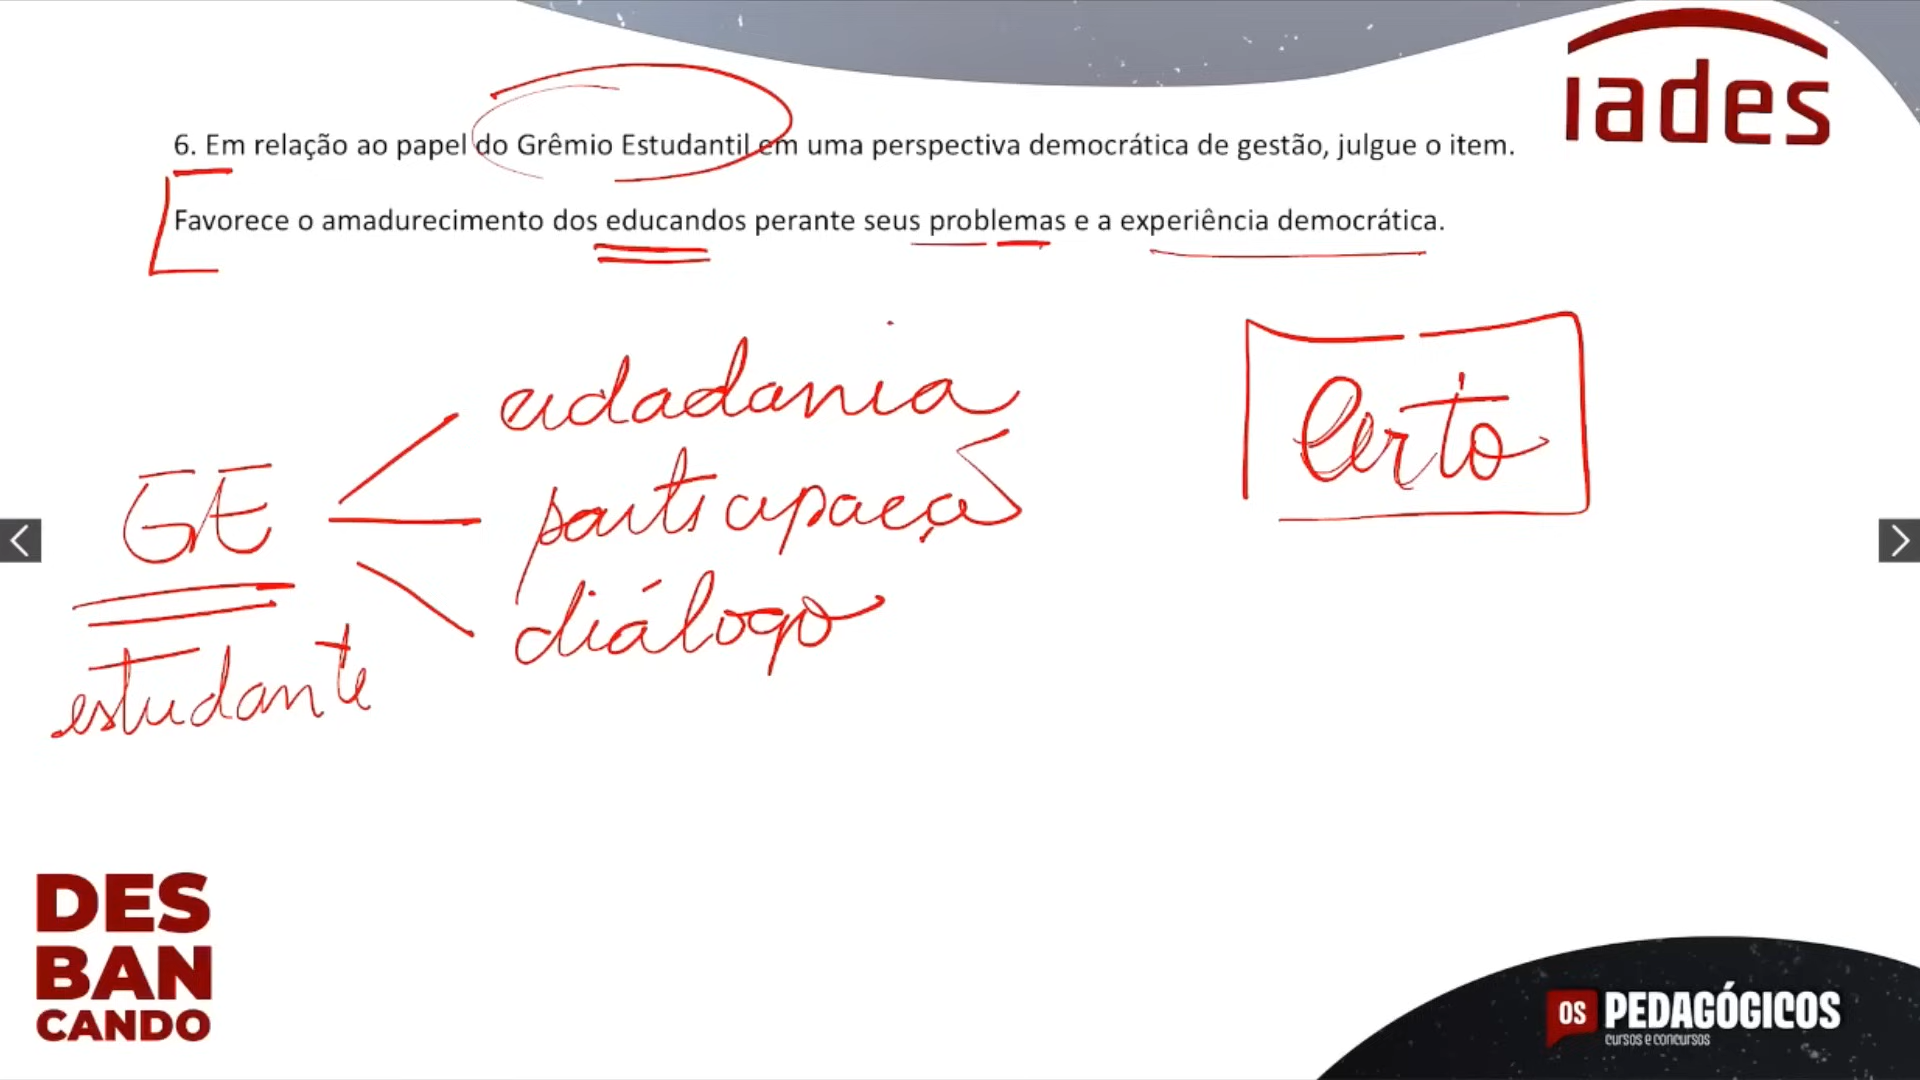 iades
6. Em relação ao papel do Grêmio Estudantil em uma perspectiva democrática de gestão, julgue o item.
Favorece o amadurecimento dos educandos perante seus problemas e a experiência democrática.
cidadania
Certo
GE
participação
diálogo
estudante
DES
BAN
CANDO
OS PEDAGÓGICOS
cursos e concursos